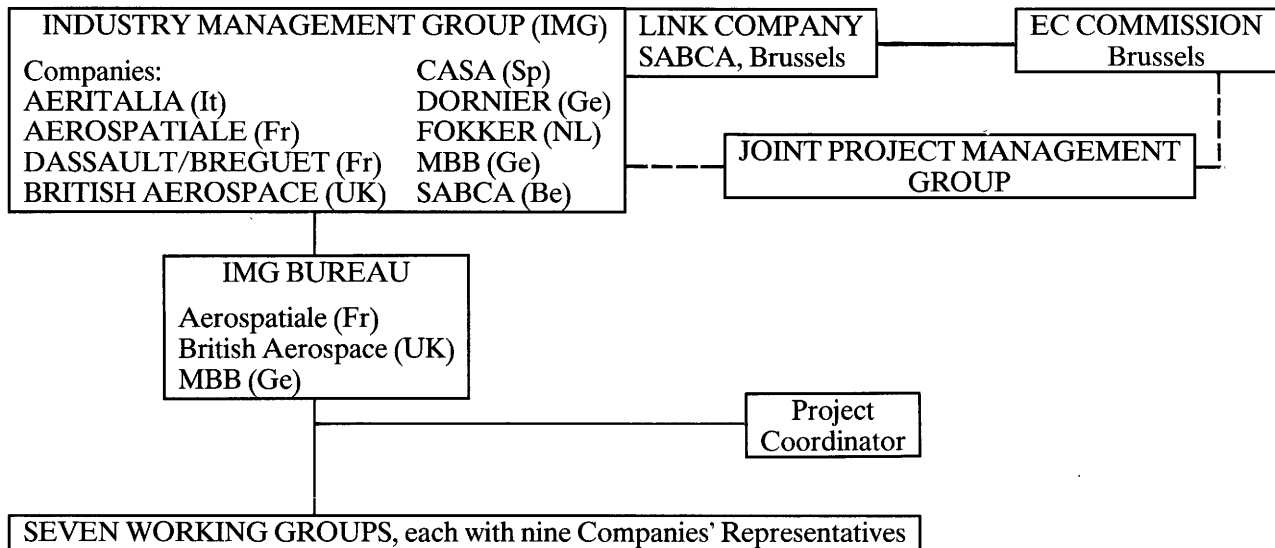 INDUSTRY MANAGEMENT GROUP (IMG)
Companies:
AERITALIA (It)
AEROSPATIALE (Fr)
DASSAULT/BREGUET (Fr)
BRITISH AEROSPACE (UK)
CASA (Sp)
DORNIER (Ge)
FOKKER (NL)
MBB (Ge)
SABCA (Be)
LINK COMPANY
SABCA, Brussels
EC COMMISSION
Brussels
JOINT PROJECT MANAGEMENT
GROUP
IMG BUREAU
Aerospatiale (Fr)
British Aerospace (UK)
MBB (Ge)
Project
Coordinator
SEVEN WORKING GROUPS, each with nine Companies' Representatives